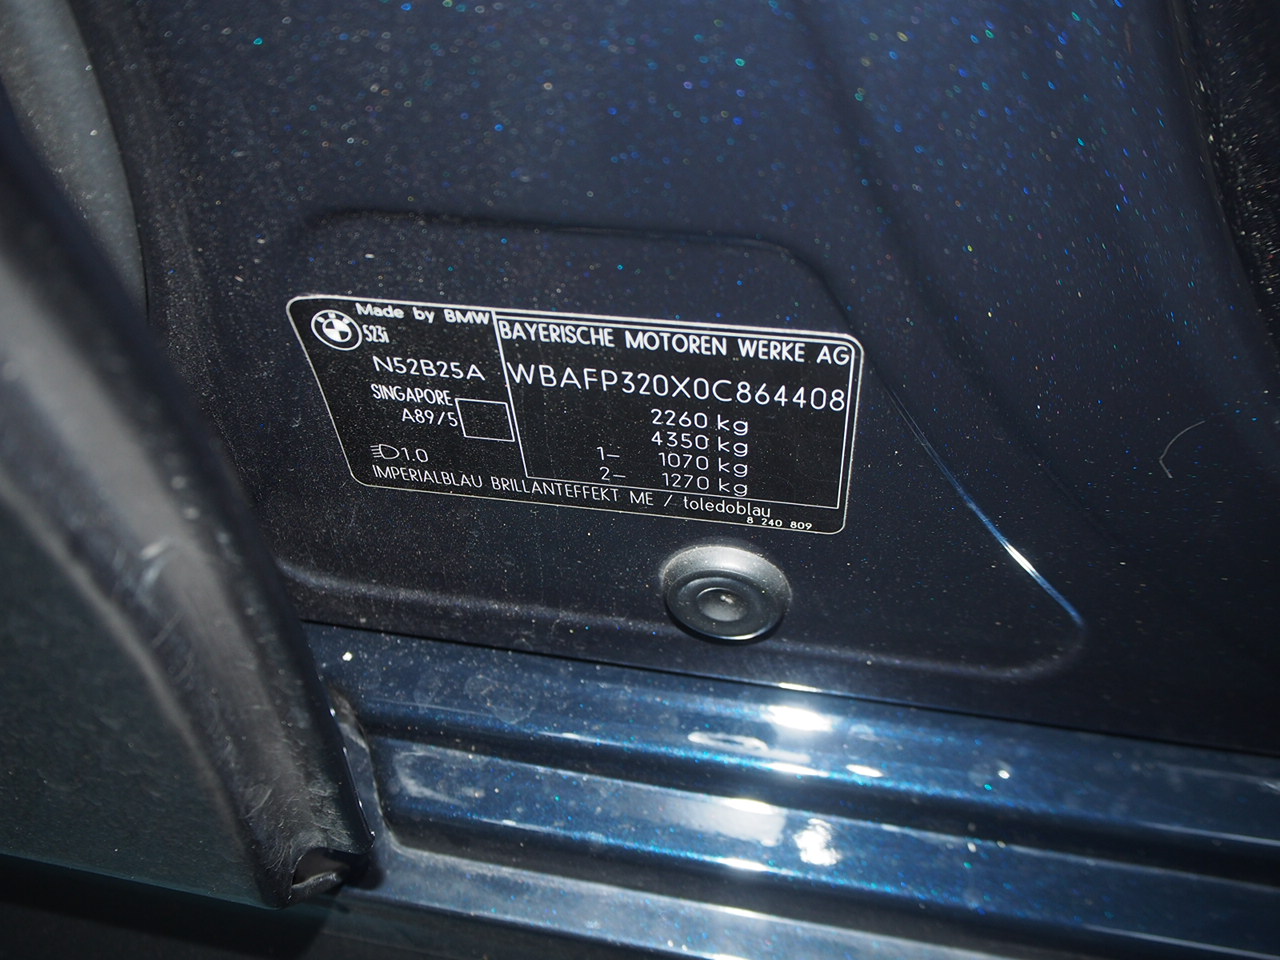 Made by BMW
523i
N52B25A
SINGAPORE
A89/5
1.0
BAYERISCHE MOTOREN WERKE AG
WBAFP320X0C864408
2260 kg
4350 kg
1– 1070 kg
2– 1270 kg
IMPERIALBLAU BRILLANTEFFEKT ME / toledoblau
8 240 809